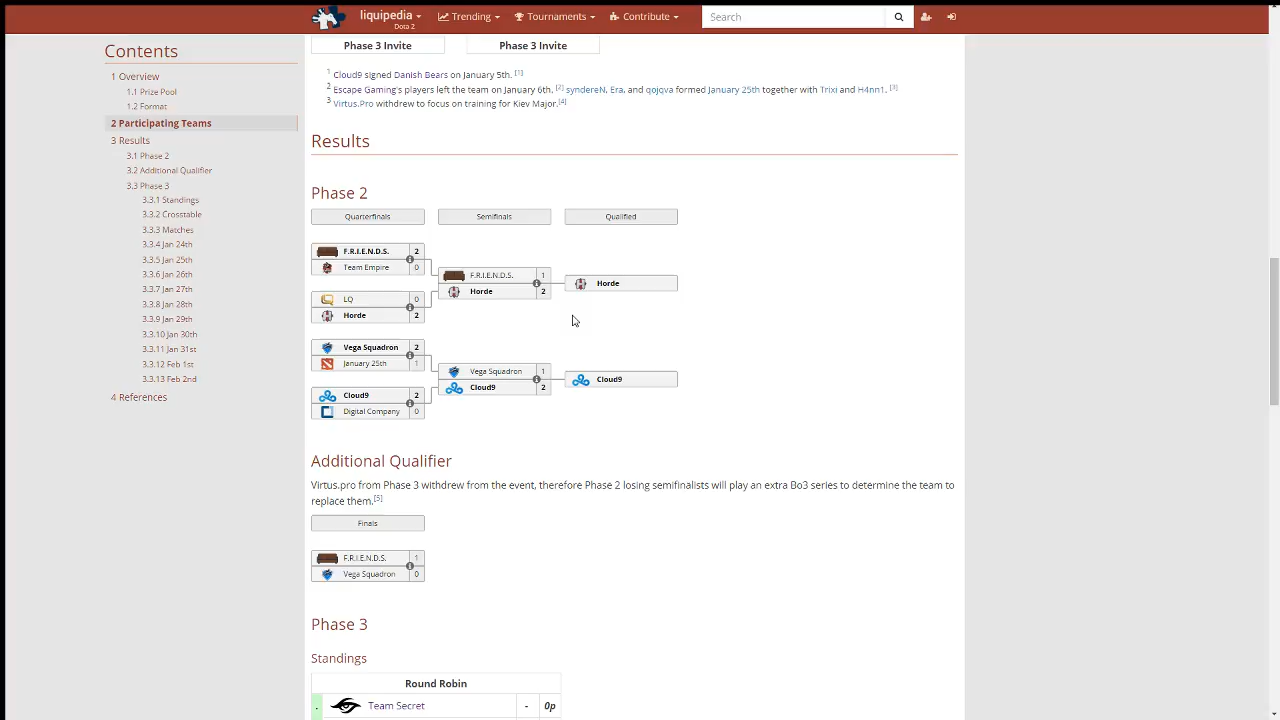 liquipedia
Dota 2
Trending
Tournaments
Contribute
Search
Contents
1 Overview
1.1 Prize Pool
1.2 Format
2 Participating Teams
3 Results
3.1 Phase 2
3.2 Additional Qualifier
3.3 Phase 3
3.3.1 Standings
3.3.2 Crosstable
3.3.3 Matches
3.3.4 Jan 24th
3.3.5 Jan 25th
3.3.6 Jan 26th
3.3.7 Jan 27th
3.3.8 Jan 28th
3.3.9 Jan 29th
3.3.10 Jan 30th
3.3.11 Jan 31st
3.3.12 Feb 1st
3.3.13 Feb 2nd
4 References
Phase 3 Invite
Phase 3 Invite
1 Cloud9 signed Danish Bears on January 5th. [1]
2 Escape Gaming's players left the team on January 6th. [2] syndereN, Era, and qojqva formed January 25th together with Trixi and H4nn1. [3]
3 Virtus.Pro withdrew to focus on training for Kiev Major.[4]
Results
Phase 2
Quarterfinals
Semifinals
Qualified
F.R.I.E.N.D.S. 2
Team Empire 0
LQ 0
Horde 2
Vega Squadron 2
January 25th 1
Cloud9 2
Digital Company 0
F.R.I.E.N.D.S. 1
Horde 2
Vega Squadron 1
Cloud9 2
Horde
Cloud9
Additional Qualifier
Virtus.pro from Phase 3 withdrew from the event, therefore Phase 2 losing semifinalists will play an extra Bo3 series to determine the team to
replace them.[5]
Finals
F.R.I.E.N.D.S. 1
Vega Squadron 0
Phase 3
Standings
Round Robin
. Team Secret - 0p